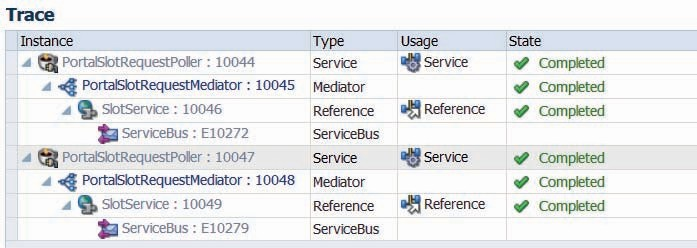 Trace
Instance Type Usage State
PortalSlotRequestPoller : 10044 Service Service Completed
PortalSlotRequestMediator : 10045 Mediator Completed
SlotService : 10046 Reference Reference Completed
ServiceBus : E10272 ServiceBus
PortalSlotRequestPoller : 10047 Service Service Completed
PortalSlotRequestMediator : 10048 Mediator Completed
SlotService : 10049 Reference Reference Completed
ServiceBus : E10279 ServiceBus